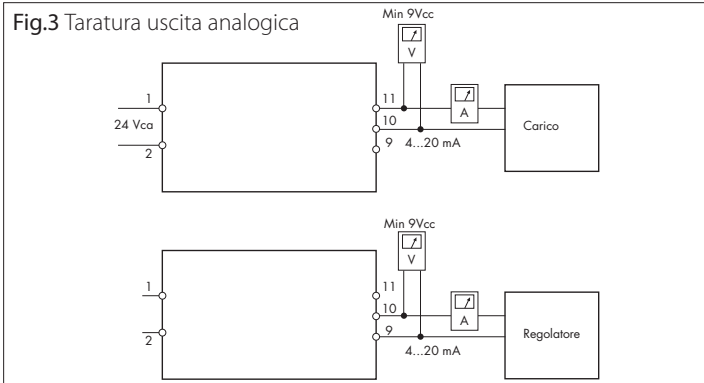 Fig.3 Taratura uscita analogica
Min 9Vcc
V
1
11
A
24 Vca
10
Carico
2
9 4...20 mA
Min 9Vcc
V
1
11
10
A
2
9
Regolatore
4...20 mA